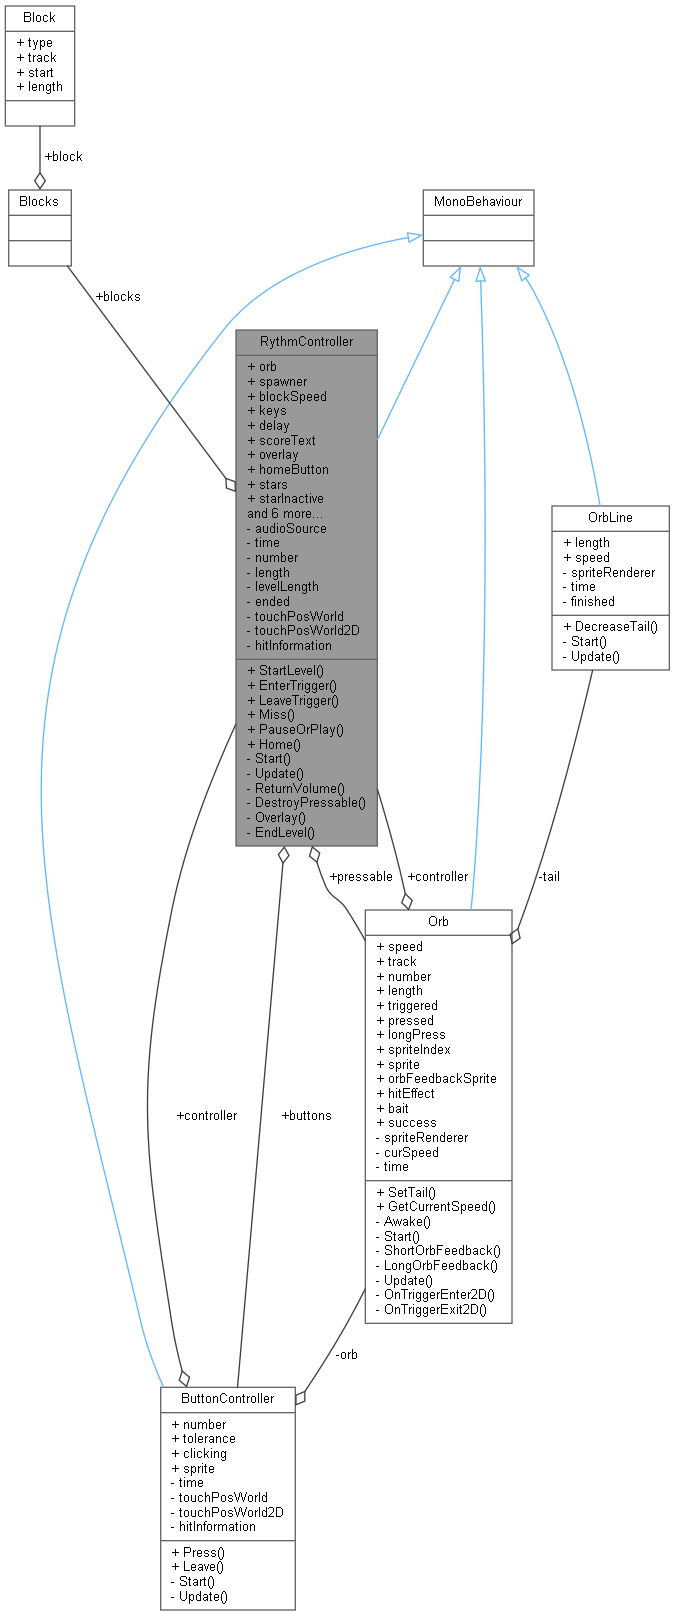 Block
+ type
+ track
+ start
+ length
+block
Blocks
MonoBehaviour
+blocks
RythmController
+ orb
+ spawner
+ blockSpeed
+ keys
+ delay
+ scoreText
+ overlay
+ homeButton
+ stars
+ starInactive
and 6 more...
- audioSource
- time
- number
- length
- levelLength
- ended
- touchPosWorld
- touchPosWorld2D
- hitInformation
+ StartLevel()
+ EnterTrigger()
+ LeaveTrigger()
+ Miss()
+ PauseOrPlay()
+ Home()
- Start()
- Update()
- ReturnVolume()
- DestroyPressable()
- Overlay()
- EndLevel()
OrbLine
+ length
+ speed
- spriteRenderer
- time
- finished
+ DecreaseTail()
- Start()
- Update()
+pressable
+controller
-tail
Orb
+ speed
+ track
+ number
+ length
+ triggered
+ pressed
+ longPress
+ spriteIndex
+ sprite
+ orbFeedbackSprite
+ hitEffect
+ bait
+ success
- spriteRenderer
- curSpeed
- time
+ SetTail()
+ GetCurrentSpeed()
- Awake()
- Start()
- ShortOrbFeedback()
- LongOrbFeedback()
- Update()
- OnTriggerEnter2D()
- OnTriggerExit2D()
+controller
+buttons
-orb
ButtonController
+ number
+ tolerance
+ clicking
+ sprite
- time
- touchPosWorld
- touchPosWorld2D
- hitInformation
+ Press()
+ Leave()
- Start()
- Update()